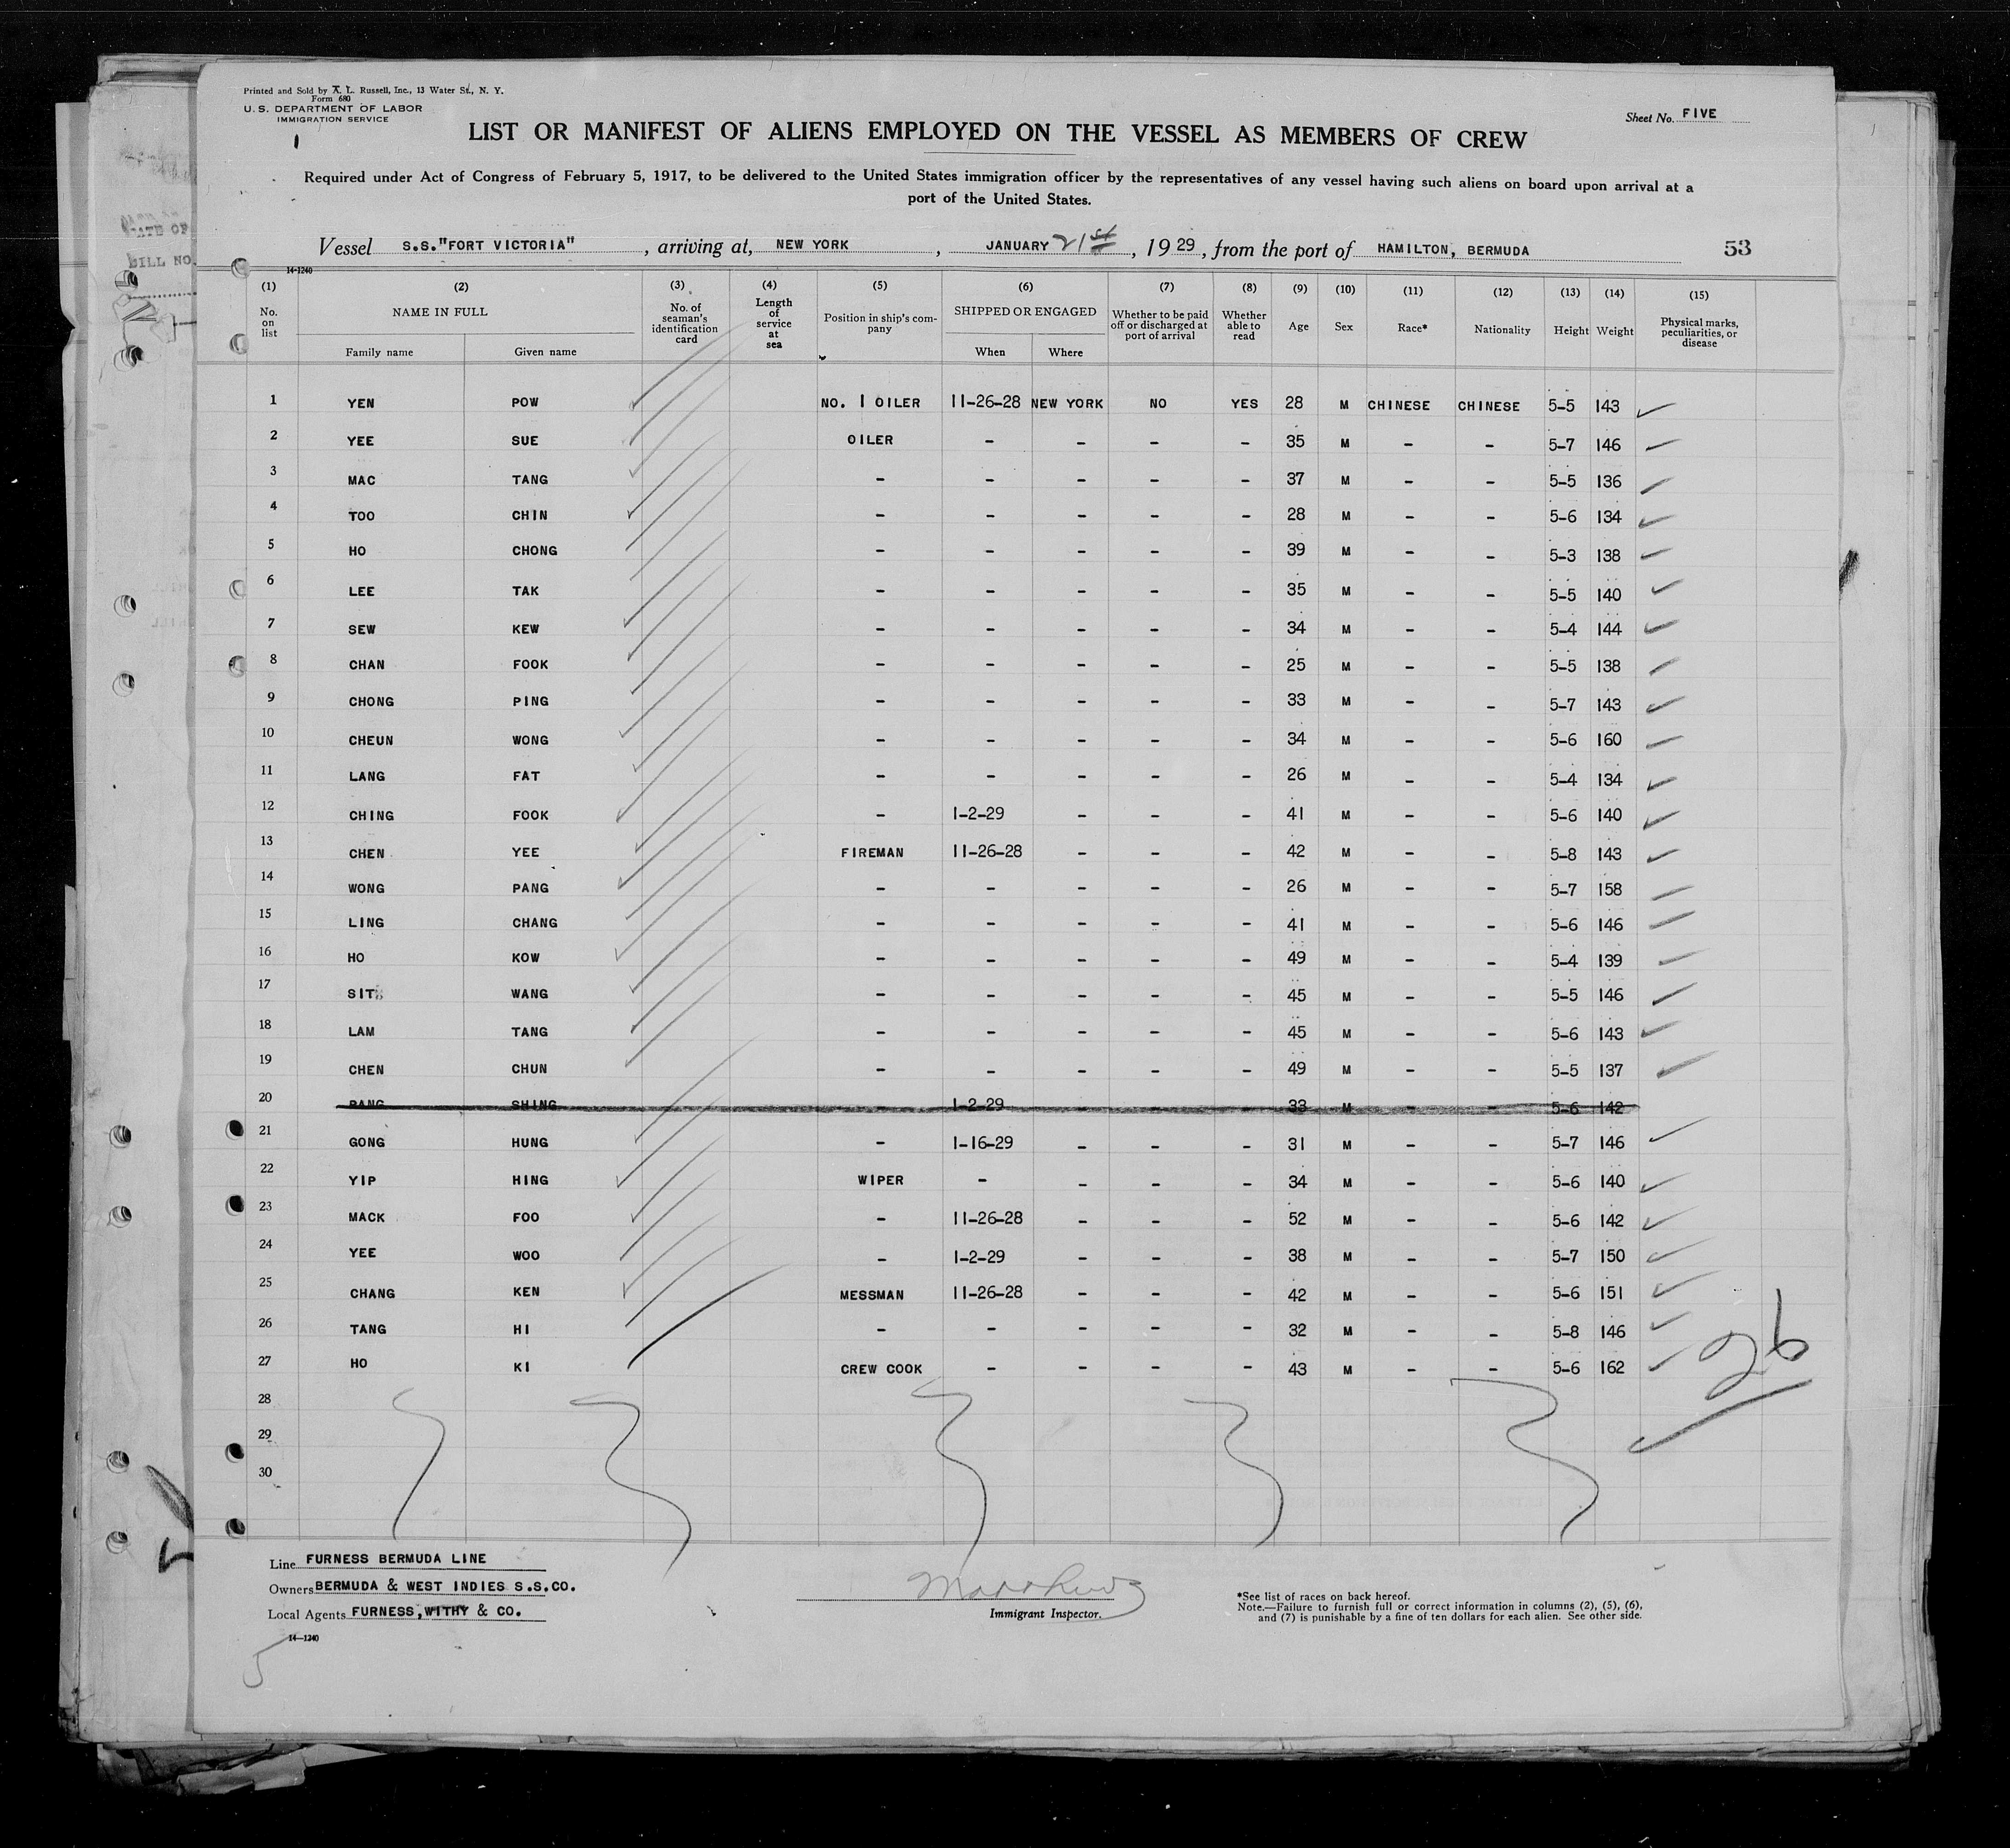 Printed and Sold by A. L. Russell, Inc., 13 Water St., N. Y.
Form 680
U. S. DEPARTMENT OF LABOR
IMMIGRATION SERVICE
Sheet No. FIVE
LIST OR MANIFEST OF ALIENS EMPLOYED ON THE VESSEL AS MEMBERS OF CREW
Required under Act of Congress of February 5, 1917, to be delivered to the United States immigration officer by the representatives of any vessel having such aliens on board upon arrival at a
port of the United States.
Vessel S.S."FORT VICTORIA", arriving at, NEW YORK, JANUARY 21st, 1929, from the port of HAMILTON, BERMUDA 53
14-1240
(1) (2) (3) (4) (5) (6) (7) (8) (9) (10) (11) (12) (13) (14) (15)
No. on list NAME IN FULL Family name Given name No. of seaman's identification card Length of service at sea Position in ship's company SHIPPED OR ENGAGED When Where Whether to be paid off or discharged at port of arrival Whether able to read Age Sex Race* Nationality Height Weight Physical marks, peculiarities, or disease
1 YEN POW NO. 1 OILER 11-26-28 NEW YORK NO YES 28 M CHINESE CHINESE 5-5 143
2 YEE SUE OILER - - - - 35 M - - 5-7 146
3 MAC TANG - - - - - 37 M - - 5-5 136
4 TOO CHIN - - - - - 28 M - - 5-6 134
5 HO CHONG - - - - - 39 M - - 5-3 138
6 LEE TAK - - - - - 35 M - - 5-5 140
7 SEW KEW - - - - - 34 M - - 5-4 144
8 CHAN FOOK - - - - - 25 M - - 5-5 138
9 CHONG PING - - - - - 33 M - - 5-7 143
10 CHEUN WONG - - - - - 34 M - - 5-6 160
11 LANG FAT - - - - - 26 M - - 5-4 134
12 CHING FOOK - 1-2-29 - - - 41 M - - 5-6 140
13 CHEN YEE FIREMAN 11-26-28 - - - 42 M - - 5-8 143
14 WONG PANG - - - - - 26 M - - 5-7 158
15 LING CHANG - - - - - 41 M - - 5-6 146
16 HO KOW - - - - - 49 M - - 5-4 139
17 SIT WANG - - - - - 45 M - - 5-5 146
18 LAM TANG - - - - - 45 M - - 5-6 143
19 CHEN CHUN - - - - - 49 M - - 5-5 137
20 PANG SHING - 1-2-29 - - - 33 M - - 5-6 142
21 GONG HUNG - 1-16-29 - - - 31 M - - 5-7 146
22 YIP HING WIPER - - - - 34 M - - 5-6 140
23 MACK FOO - 11-26-28 - - - 52 M - - 5-6 142
24 YEE WOO - 1-2-29 - - - 38 M - - 5-7 150
25 CHANG KEN MESSMAN 11-26-28 - - - 42 M - - 5-6 151
26 TANG HI - - - - - 32 M - - 5-8 146
27 HO KI CREW COOK - - - - 43 M - - 5-6 162
26
28
29
30
Line FURNESS BERMUDA LINE
Owners BERMUDA & WEST INDIES S.S.CO.
Local Agents FURNESS, WITHY & CO.
14-1240
5
Immigrant Inspector.
*See list of races on back hereof.
Note.—Failure to furnish full or correct information in columns (2), (5), (6),
and (7) is punishable by a fine of ten dollars for each alien. See other side.